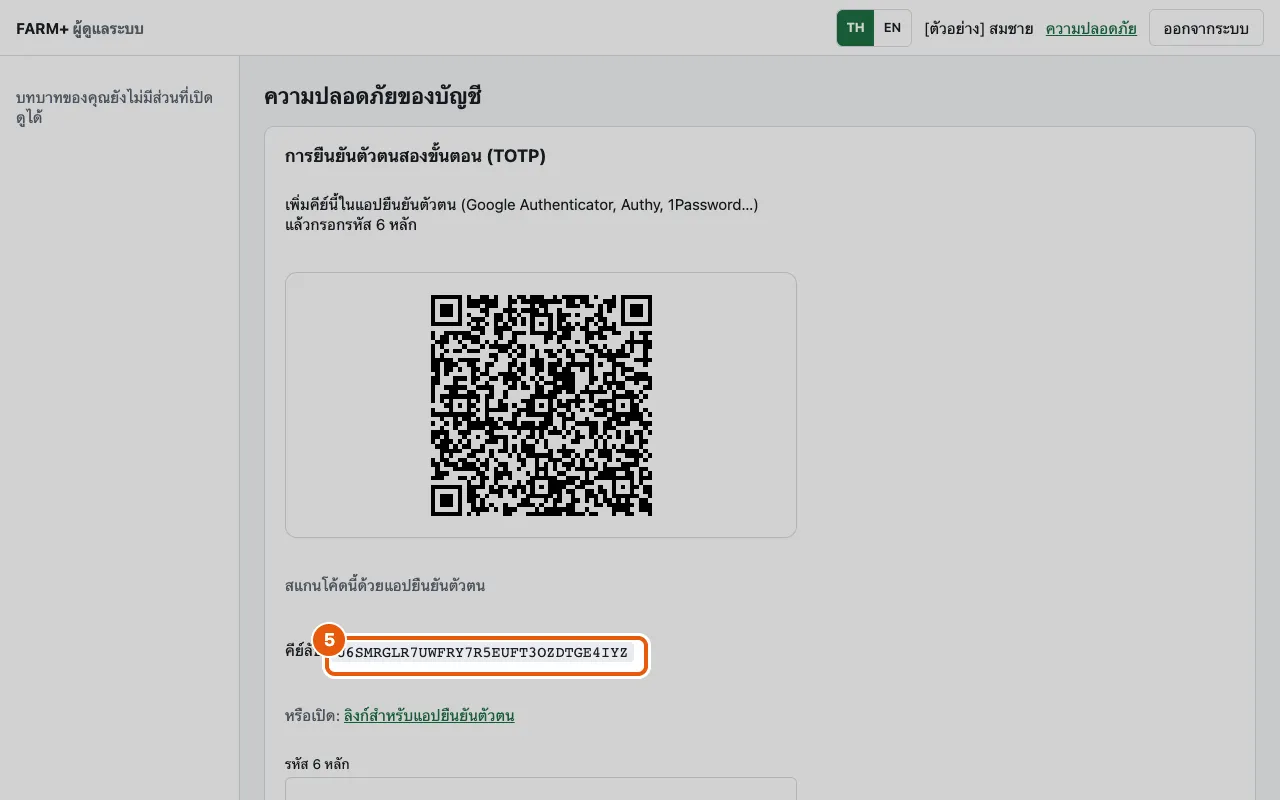 FARM+ ผู้ดูแลระบบ
TH EN [ตัวอย่าง] สมชาย ความปลอดภัย ออกจากระบบ
บทบาทของคุณยังไม่มีส่วนที่เปิด
ดูได้
ความปลอดภัยของบัญชี
การยืนยันตัวตนสองขั้นตอน (TOTP)
เพิ่มคีย์นี้ในแอปยืนยันตัวตน (Google Authenticator, Authy, 1Password…)
แล้วกรอกรหัส 6 หลัก
สแกนโค้ดนี้ด้วยแอปยืนยันตัวตน
5
J6SMRGLR7UWFRY7R5EUFT3OZDTGE4IYZ
หรือเปิด: ลิงก์สำหรับแอปยืนยันตัวตน
รหัส 6 หลัก